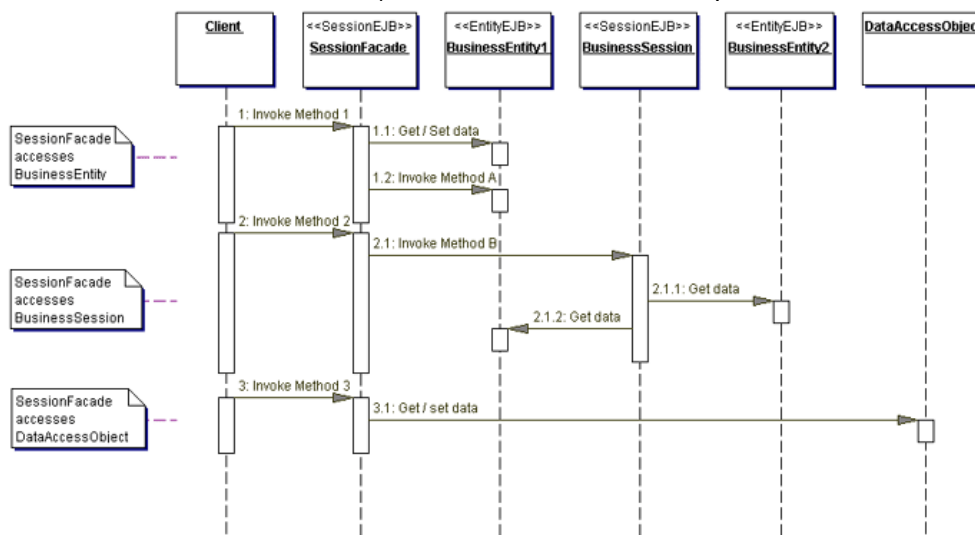 Client
<<SessionEJB>>
SessionFacade
<<EntityEJB>>
BusinessEntity1
<<SessionEJB>>
BusinessSession
<<EntityEJB>>
BusinessEntity2
DataAccessObjec
1: Invoke Method 1
1.1: Get / Set data
SessionFacade
accesses
BusinessEntity
1.2: Invoke Method A
2: Invoke Method 2
2.1: Invoke Method B
SessionFacade
accesses
BusinessSession
2.1.1: Get data
2.1.2: Get data
3: Invoke Method 3
3.1: Get / set data
SessionFacade
accesses
DataAccessObject